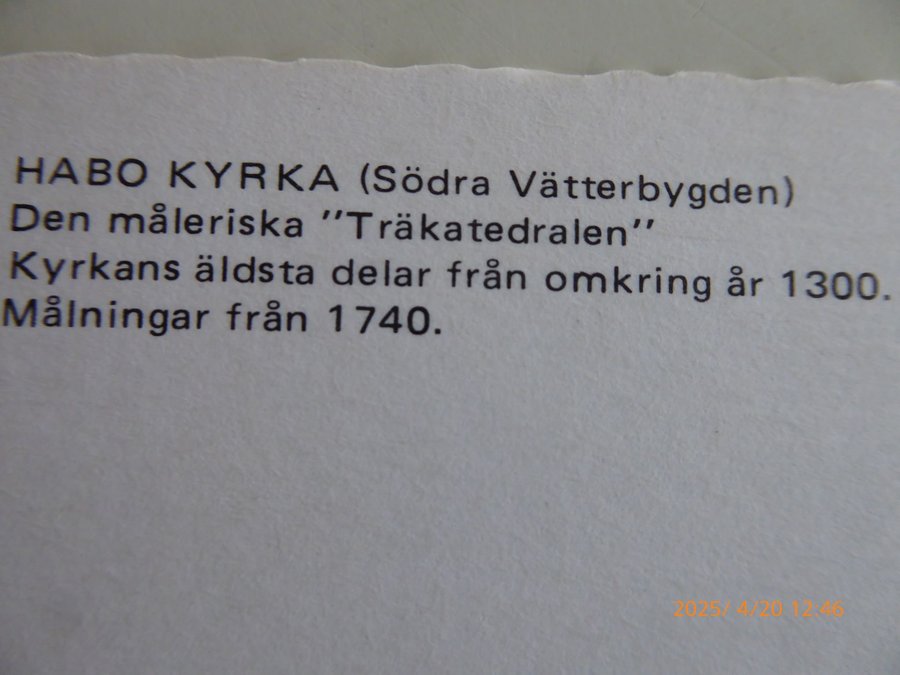 HABO KYRKA (Södra Vätterbygden)
Den måleriska "Träkatedralen"
Kyrkans äldsta delar från omkring år 1300.
Målningar från 1740.
2025/ 4/20 12:46